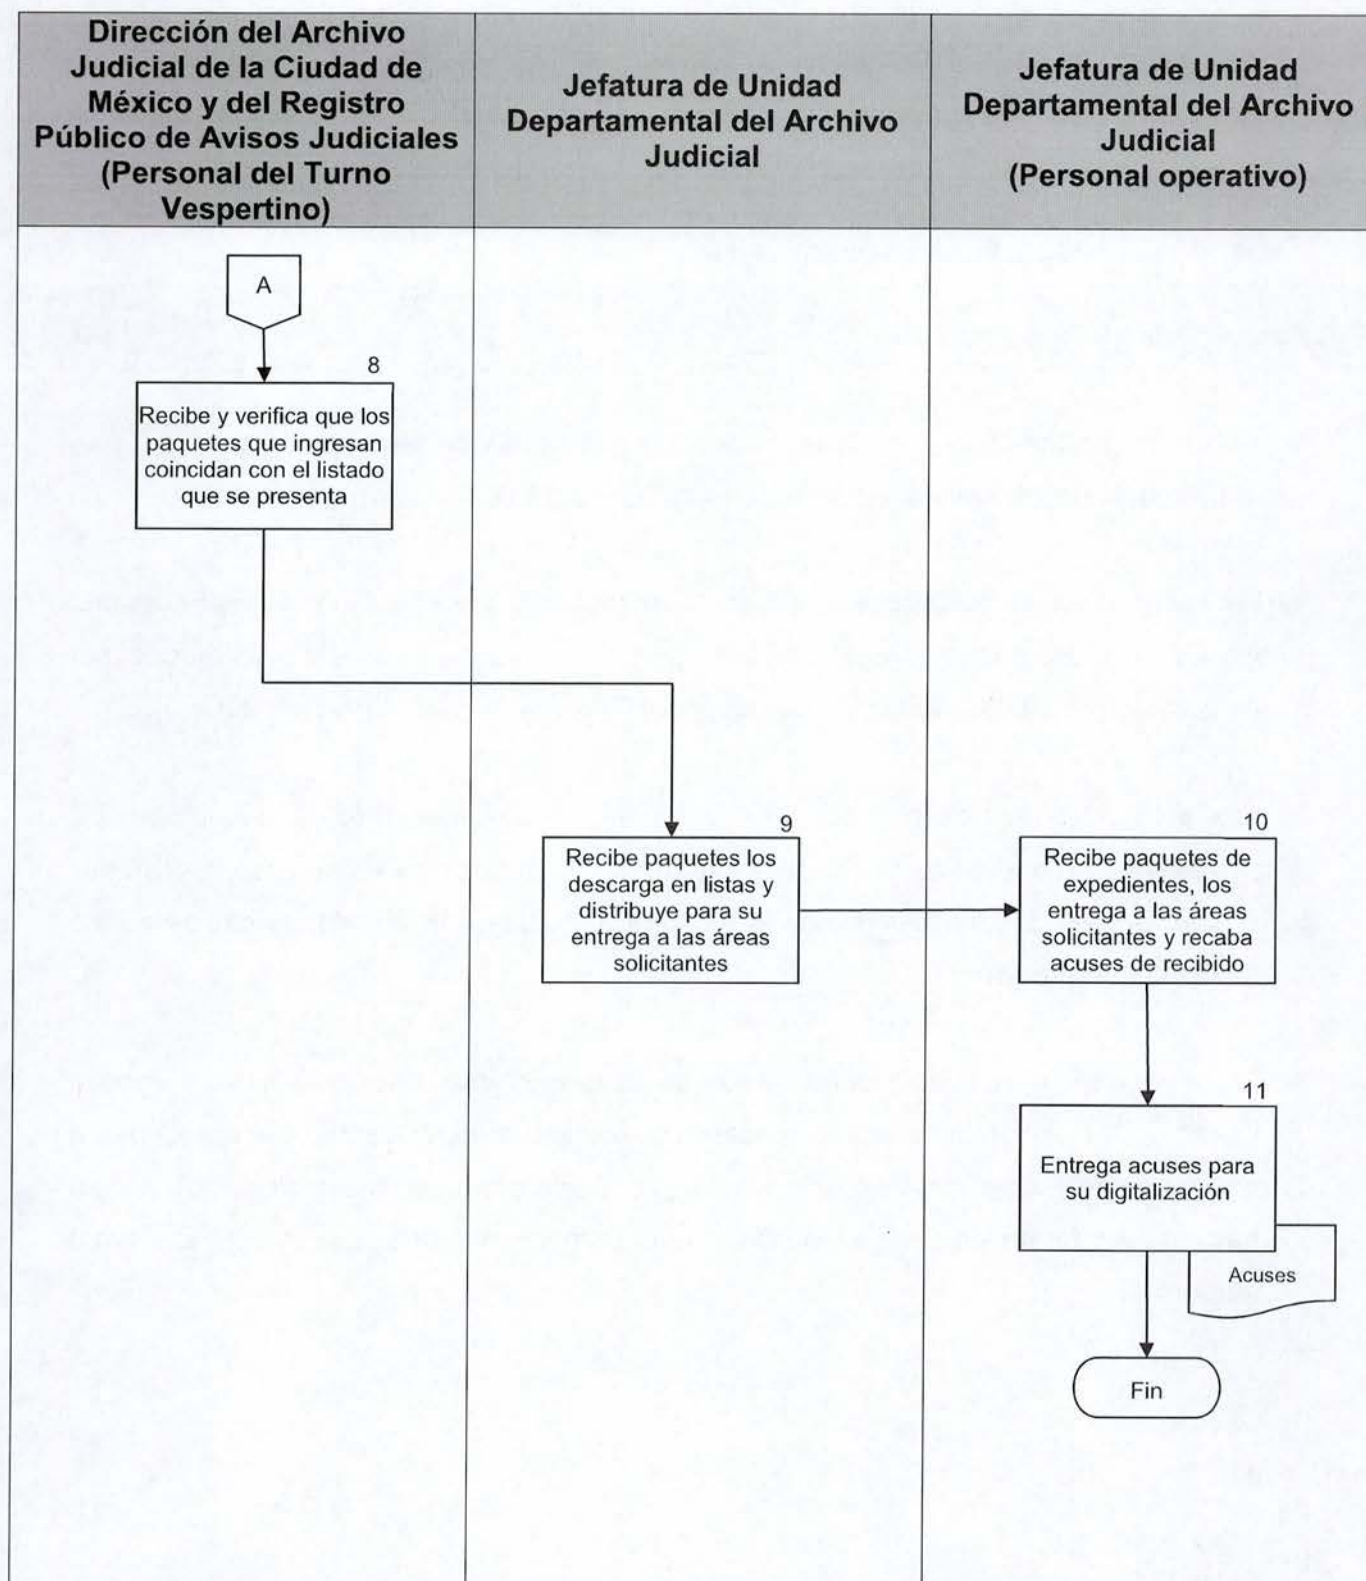 Dirección del Archivo
Judicial de la Ciudad de
México y del Registro
Público de Avisos Judiciales
(Personal del Turno
Vespertino)
Jefatura de Unidad
Departamental del Archivo
Judicial
Jefatura de Unidad
Departamental del Archivo
Judicial
(Personal operativo)
A
8
Recibe y verifica que los
paquetes que ingresan
coincidan con el listado
que se presenta
9
Recibe paquetes los
descarga en listas y
distribuye para su
entrega a las áreas
solicitantes
10
Recibe paquetes de
expedientes, los
entrega a las áreas
solicitantes y recaba
acuses de recibido
11
Entrega acuses para
su digitalización
Acuses
Fin